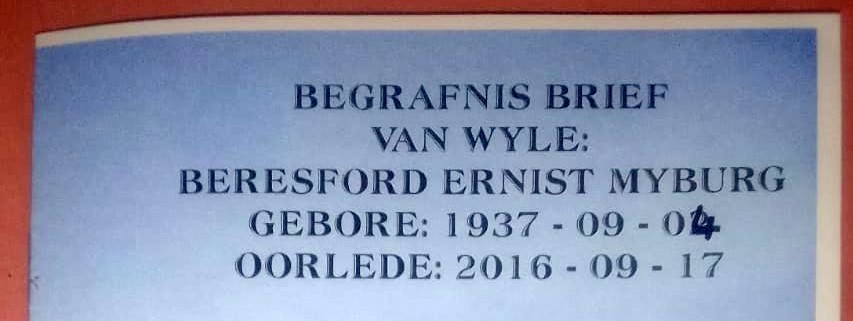 BEGRAFNIS BRIEF
VAN WYLE:
BERESFORD ERNIST MYBURG
GEBORE: 1937 - 09 - 04
OORLEDE: 2016 - 09 - 17